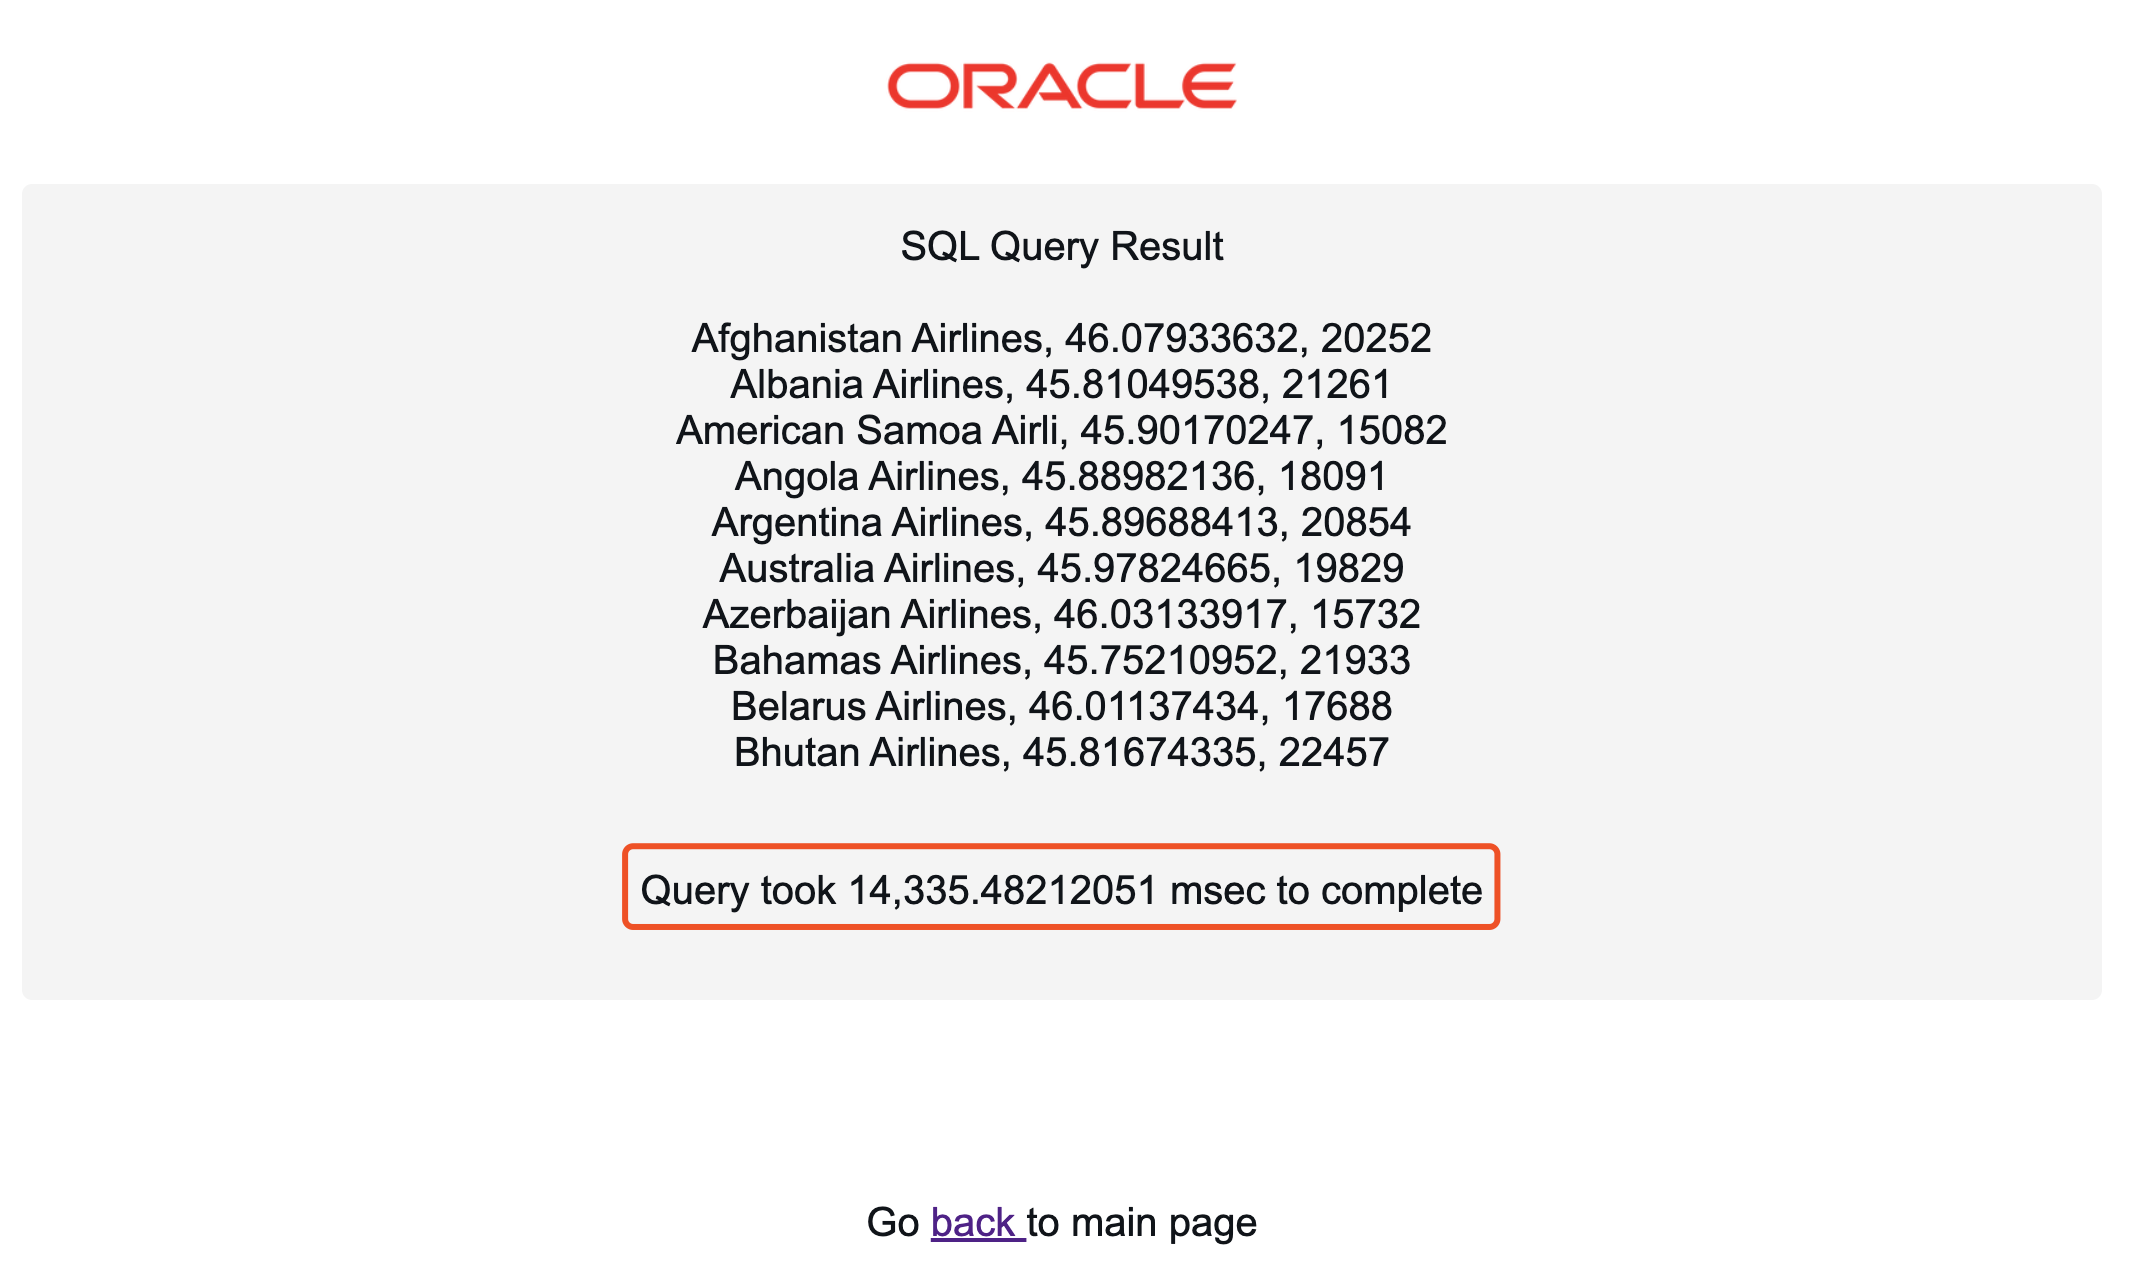 ORACLE
SQL Query Result
Afghanistan Airlines, 46.07933632, 20252
Albania Airlines, 45.81049538, 21261
American Samoa Airli, 45.90170247, 15082
Angola Airlines, 45.88982136, 18091
Argentina Airlines, 45.89688413, 20854
Australia Airlines, 45.97824665, 19829
Azerbaijan Airlines, 46.03133917, 15732
Bahamas Airlines, 45.75210952, 21933
Belarus Airlines, 46.01137434, 17688
Bhutan Airlines, 45.81674335, 22457
Query took 14,335.48212051 msec to complete
Go back to main page